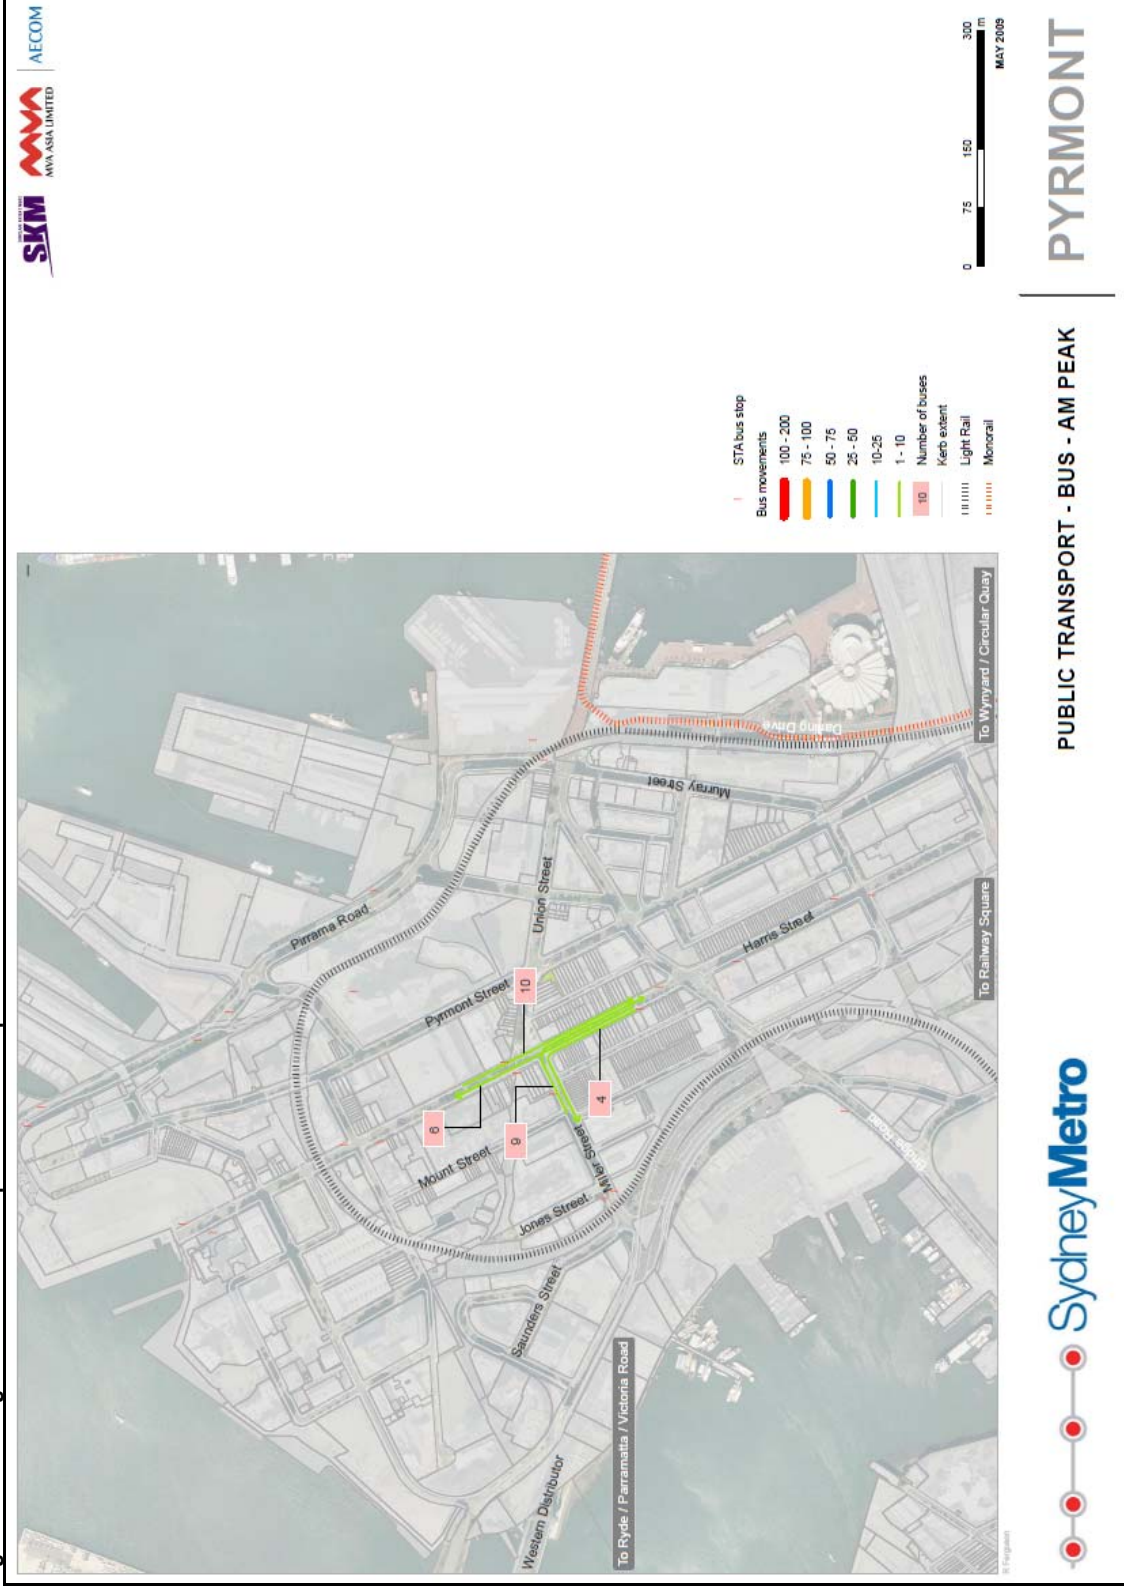 To Ryde / Parramatta / Victoria Road
Western Distributor
Saunders Street
Jones Street
Miller Street
Mount Street
6
9
4
10
Pyrmont Street
Pirrama Road
Union Street
Harris Street
Murray Street
Darling Drive
To Railway Square
To Wynyard / Circular Quay
STA bus stop
Bus movements
100 - 200
75 - 100
50 - 75
25 - 50
10-25
1 - 10
10 Number of buses
Kerb extent
Light Rail
Monorail
SKM
MVA ASIA LIMITED
AECOM
0 75 150 300
m
MAY 2009
SydneyMetro
PUBLIC TRANSPORT - BUS - AM PEAK
PYRMONT